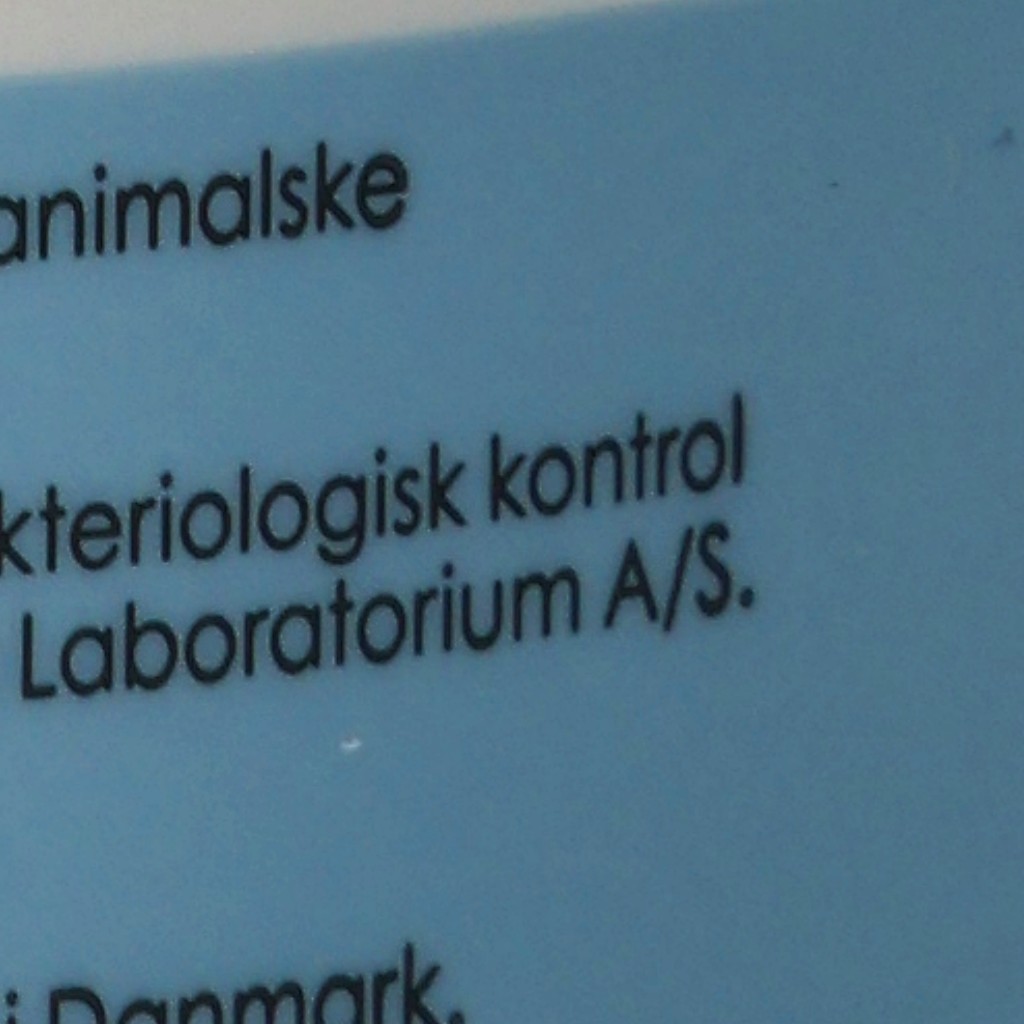 animalske
kteriologisk kontrol
Laboratorium A/S.
i Danmark.